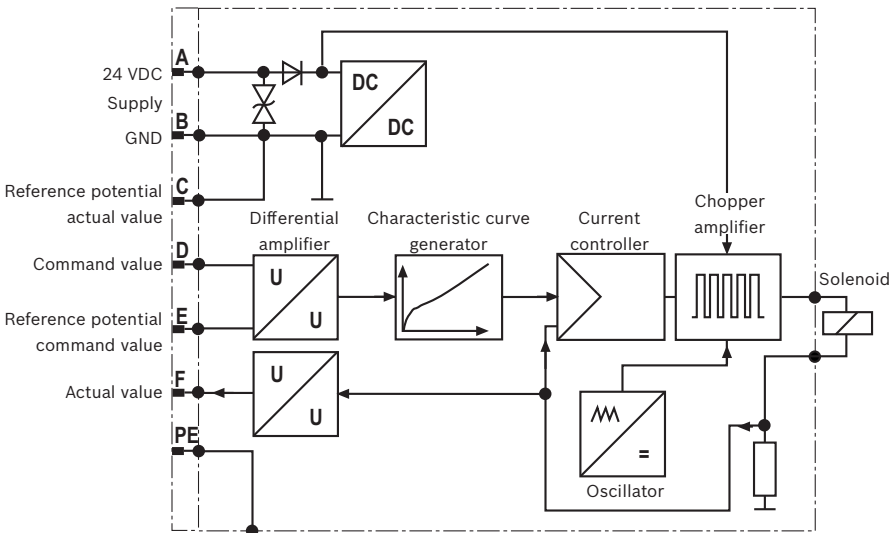 A
24 VDC
Supply
B
GND
C
Reference potential
actual value
D
Command value
E
Reference potential
command value
F
Actual value
PE
DC
DC
Differential
amplifier
U
U
Characteristic curve
generator
Current
controller
Chopper
amplifier
Solenoid
U
U
=
Oscillator